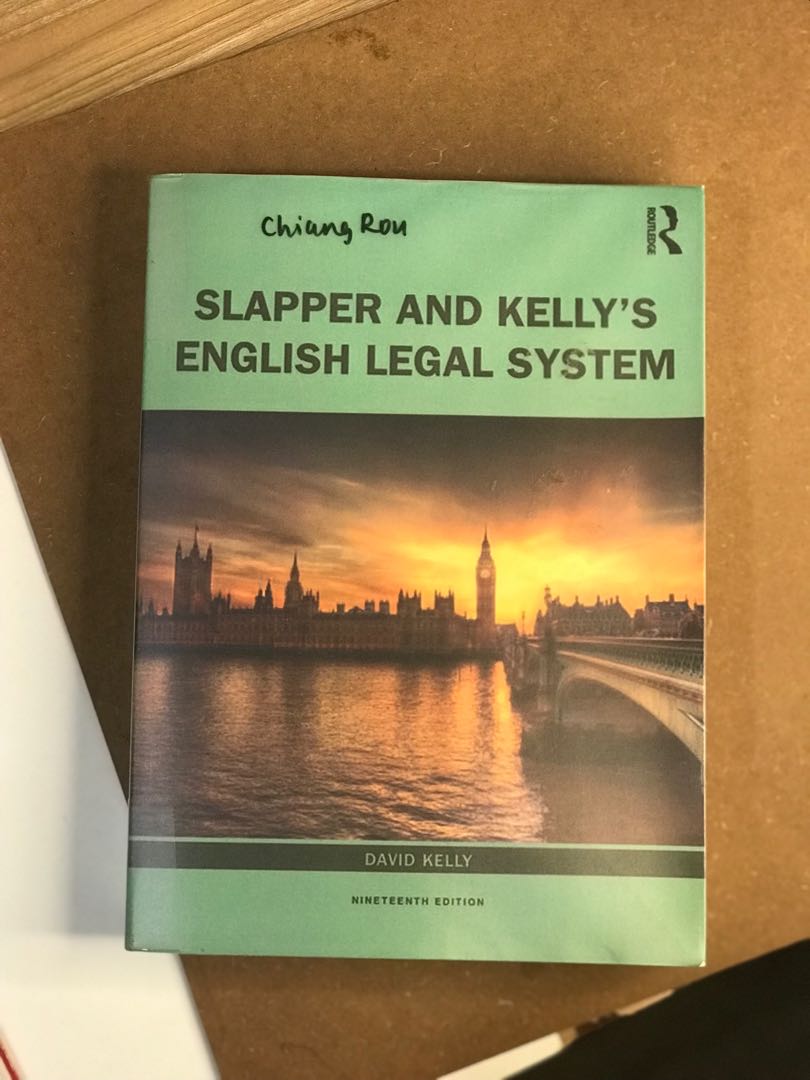 Chiang Rou
ROUTLEDGE
SLAPPER AND KELLY'S
ENGLISH LEGAL SYSTEM
DAVID KELLY
NINETEENTH EDITION